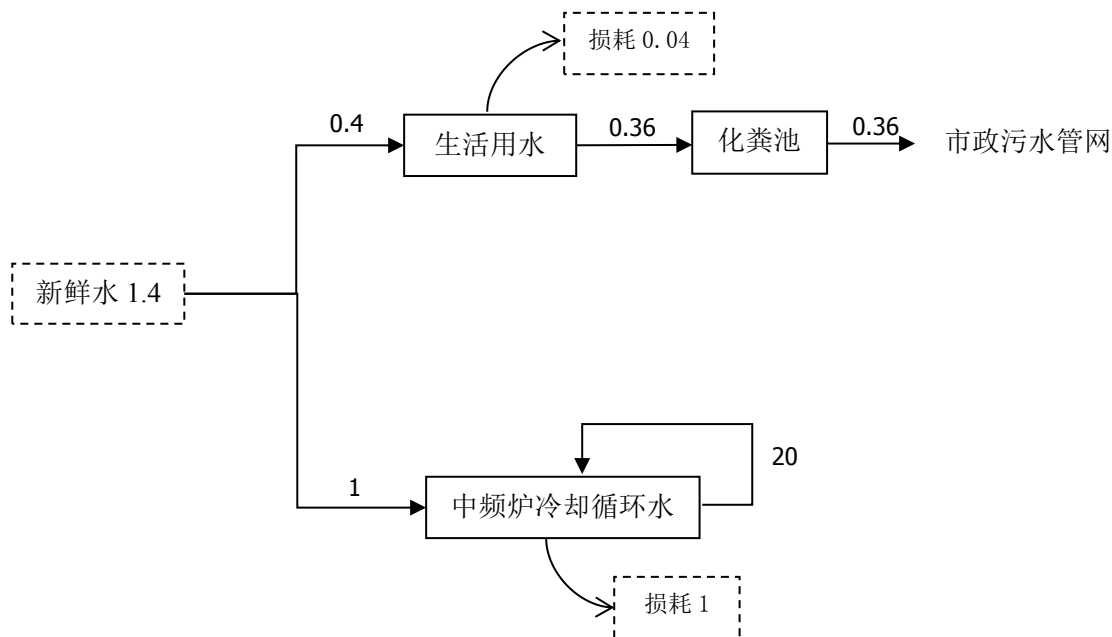 损耗 0.04
0.4
生活用水
0.36
化粪池
0.36
市政污水管网
新鲜水 1.4
20
1
中频炉冷却循环水
损耗 1